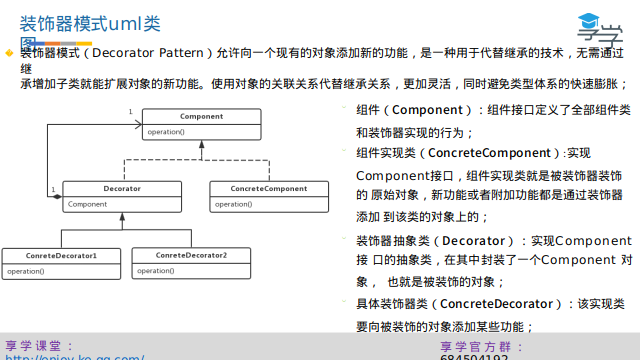 装饰器模式uml类
图
享学
装饰器模式（Decorator Pattern）允许向一个现有的对象添加新的功能，是一种用于代替继承的技术，无需通过
继
承增加子类就能扩展对象的新功能。使用对象的关联关系代替继承关系，更加灵活，同时避免类型体系的快速膨胀；
1
Component
operation()
1
Decorator
Component
ConcreteComponent
operation()
ConreteDecorator1
operation()
ConreteDecorator2
operation()
组件（Component）：组件接口定义了全部组件类
和装饰器实现的行为；
组件实现类（ConcreteComponent）:实现
Component接口，组件实现类就是被装饰器装饰
的 原始对象，新功能或者附加功能都是通过装饰器
添加 到该类的对象上的；
装饰器抽象类（Decorator）：实现Component
接 口的抽象类，在其中封装了一个Component 对
象， 也就是被装饰的对象；
具体装饰器类（ConcreteDecorator）：该实现类
要向被装饰的对象添加某些功能；
享学课堂：
http://enjoy.ke.qq.com/
享学官方群：
684504192